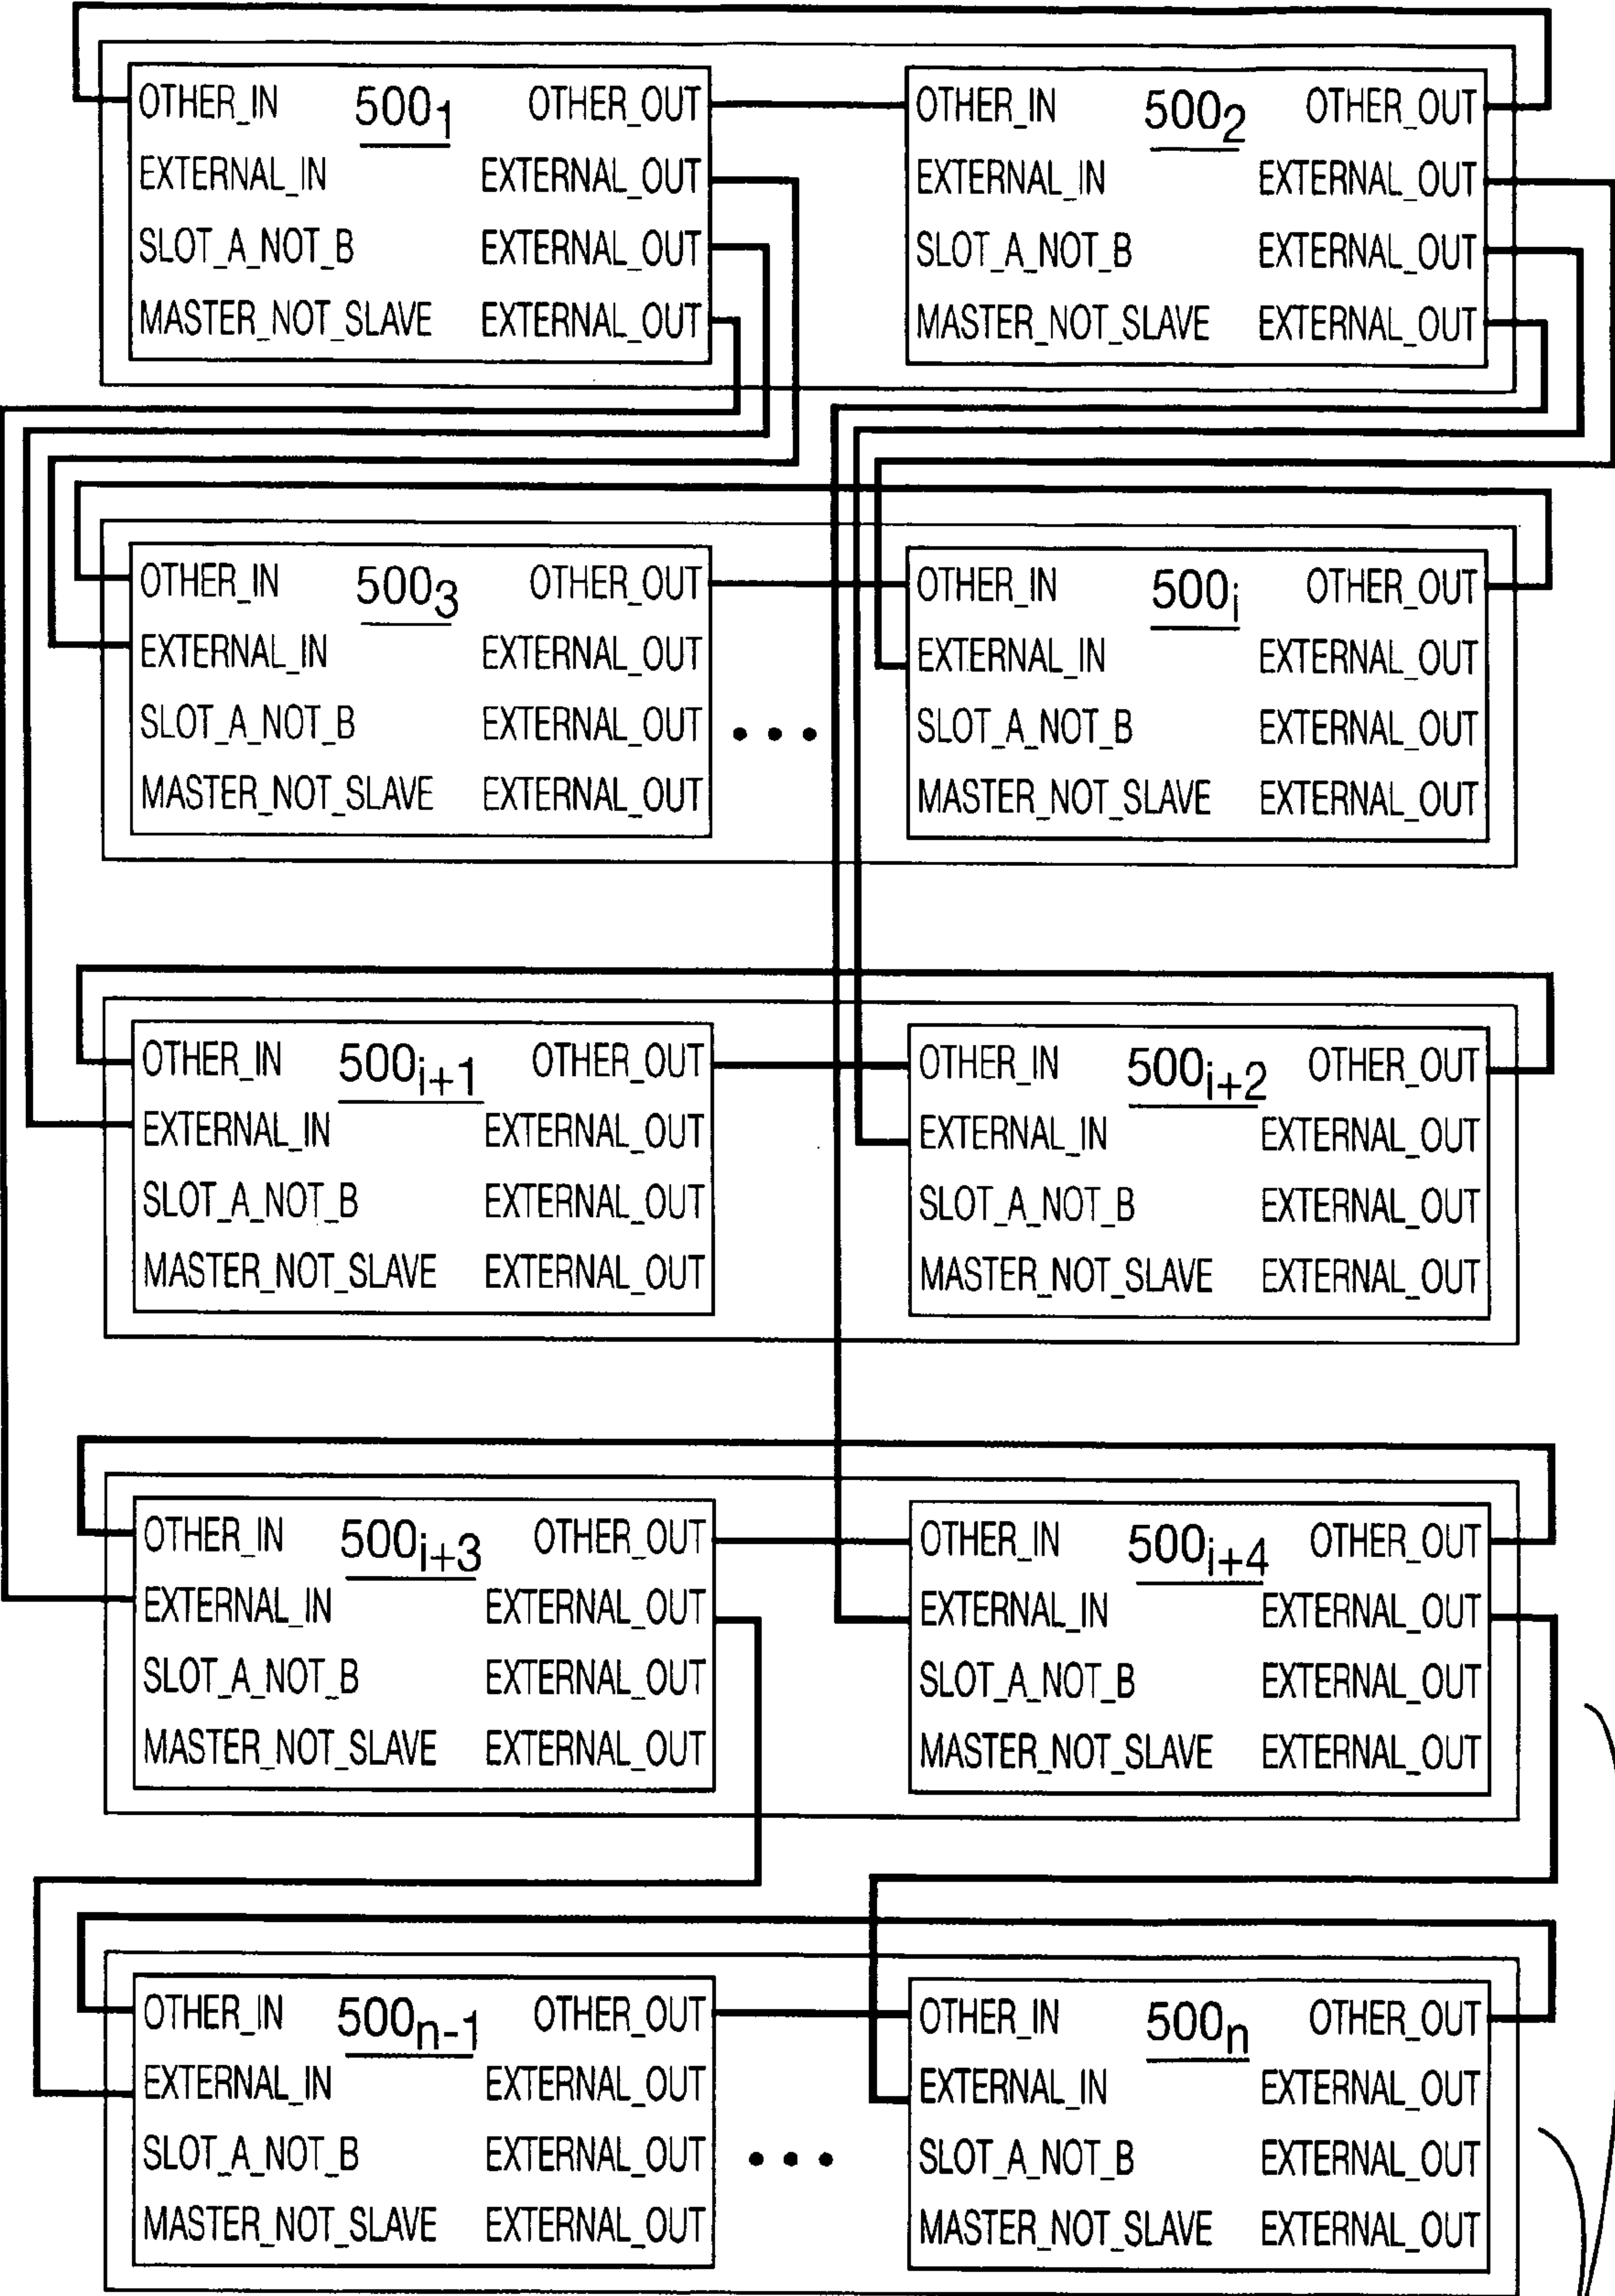 OTHER_IN 500₁ OTHER_OUT
EXTERNAL_IN EXTERNAL_OUT
SLOT_A_NOT_B EXTERNAL_OUT
MASTER_NOT_SLAVE EXTERNAL_OUT
OTHER_IN 500₂ OTHER_OUT
EXTERNAL_IN EXTERNAL_OUT
SLOT_A_NOT_B EXTERNAL_OUT
MASTER_NOT_SLAVE EXTERNAL_OUT
OTHER_IN 500₃ OTHER_OUT
EXTERNAL_IN EXTERNAL_OUT
SLOT_A_NOT_B EXTERNAL_OUT
MASTER_NOT_SLAVE EXTERNAL_OUT
• • •
OTHER_IN 500ᵢ OTHER_OUT
EXTERNAL_IN EXTERNAL_OUT
SLOT_A_NOT_B EXTERNAL_OUT
MASTER_NOT_SLAVE EXTERNAL_OUT
OTHER_IN 500ᵢ₊₁ OTHER_OUT
EXTERNAL_IN EXTERNAL_OUT
SLOT_A_NOT_B EXTERNAL_OUT
MASTER_NOT_SLAVE EXTERNAL_OUT
OTHER_IN 500ᵢ₊₂ OTHER_OUT
EXTERNAL_IN EXTERNAL_OUT
SLOT_A_NOT_B EXTERNAL_OUT
MASTER_NOT_SLAVE EXTERNAL_OUT
OTHER_IN 500ᵢ₊₃ OTHER_OUT
EXTERNAL_IN EXTERNAL_OUT
SLOT_A_NOT_B EXTERNAL_OUT
MASTER_NOT_SLAVE EXTERNAL_OUT
OTHER_IN 500ᵢ₊₄ OTHER_OUT
EXTERNAL_IN EXTERNAL_OUT
SLOT_A_NOT_B EXTERNAL_OUT
MASTER_NOT_SLAVE EXTERNAL_OUT
OTHER_IN 500ₙ₋₁ OTHER_OUT
EXTERNAL_IN EXTERNAL_OUT
SLOT_A_NOT_B EXTERNAL_OUT
MASTER_NOT_SLAVE EXTERNAL_OUT
• • •
OTHER_IN 500ₙ OTHER_OUT
EXTERNAL_IN EXTERNAL_OUT
SLOT_A_NOT_B EXTERNAL_OUT
MASTER_NOT_SLAVE EXTERNAL_OUT